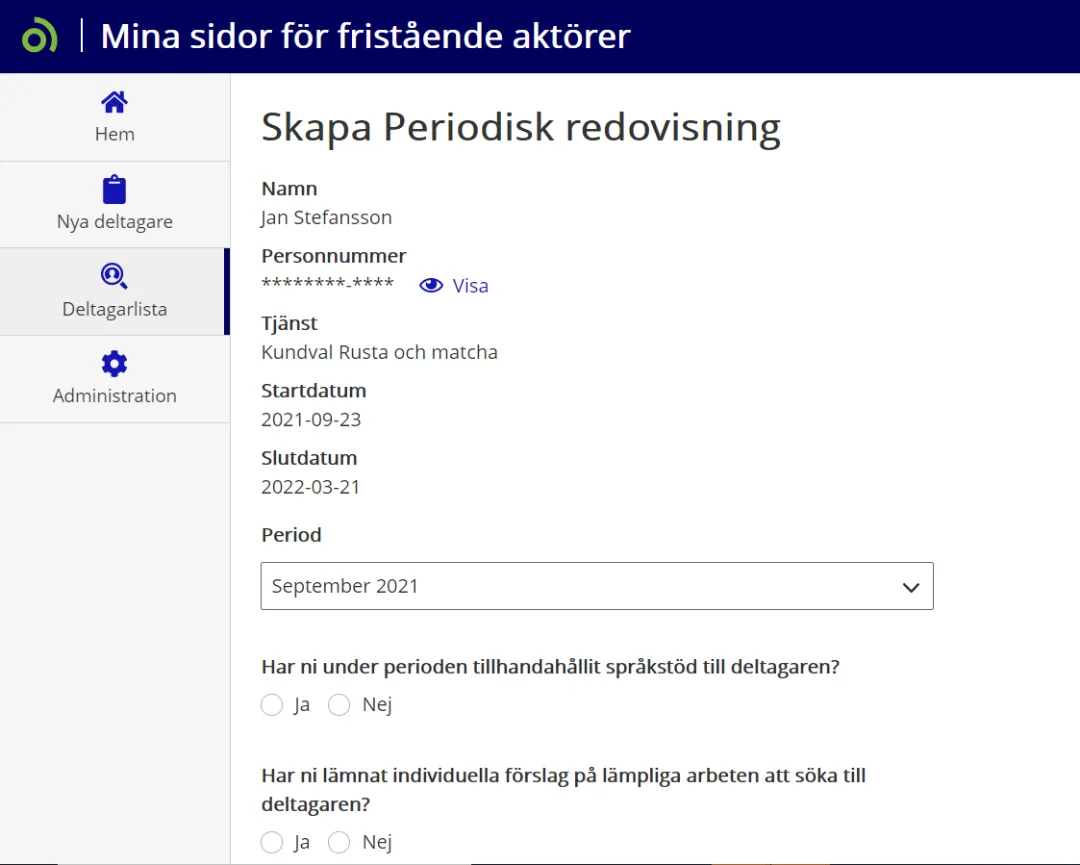 Mina sidor för fristående aktörer
Hem
Nya deltagare
Deltagarlista
Administration
Skapa Periodisk redovisning
Namn
Jan Stefansson
Personnummer
********-**** Visa
Tjänst
Kundval Rusta och matcha
Startdatum
2021-09-23
Slutdatum
2022-03-21
Period
September 2021
Har ni under perioden tillhandahållit språkstöd till deltagaren?
Ja Nej
Har ni lämnat individuella förslag på lämpliga arbeten att söka till
deltagaren?
Ja Nej